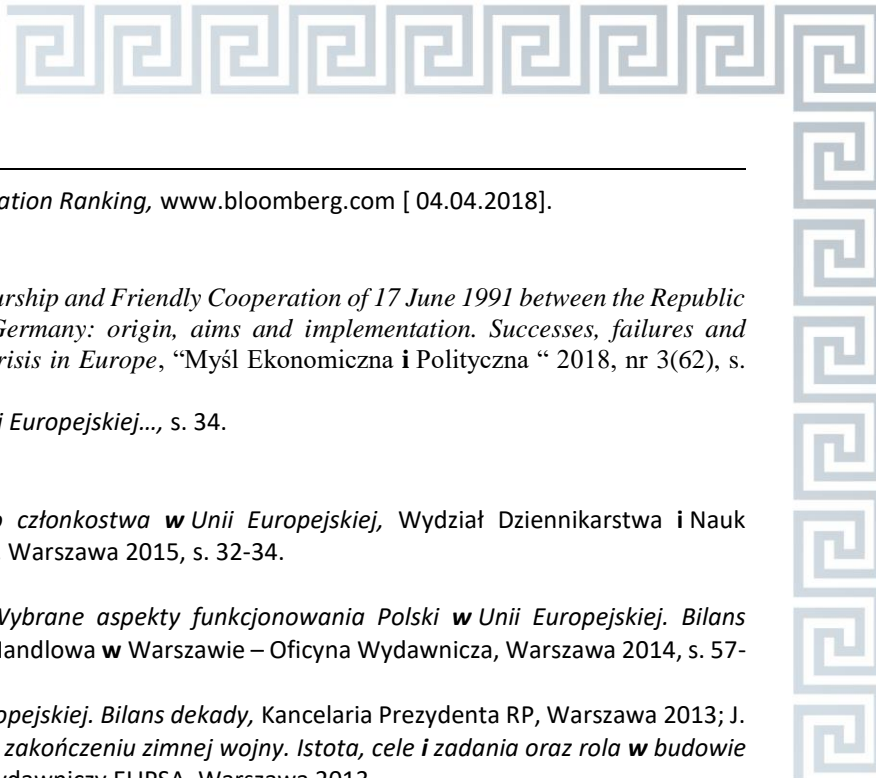 ation Ranking, www.bloomberg.com [ 04.04.2018].
urship and Friendly Cooperation of 17 June 1991 between the Republic
Germany: origin, aims and implementation. Successes, failures and
risis in Europe, “Myśl Ekonomiczna i Polityczna “ 2018, nr 3(62), s.
i Europejskiej…, s. 34.
o członkostwa w Unii Europejskiej, Wydział Dziennikarstwa i Nauk
Warszawa 2015, s. 32-34.
Wybrane aspekty funkcjonowania Polski w Unii Europejskiej. Bilans
Handlowa w Warszawie – Oficyna Wydawnicza, Warszawa 2014, s. 57-
opejskiej. Bilans dekady, Kancelaria Prezydenta RP, Warszawa 2013; J.
zakończeniu zimnej wojny. Istota, cele i zadania oraz rola w budowie